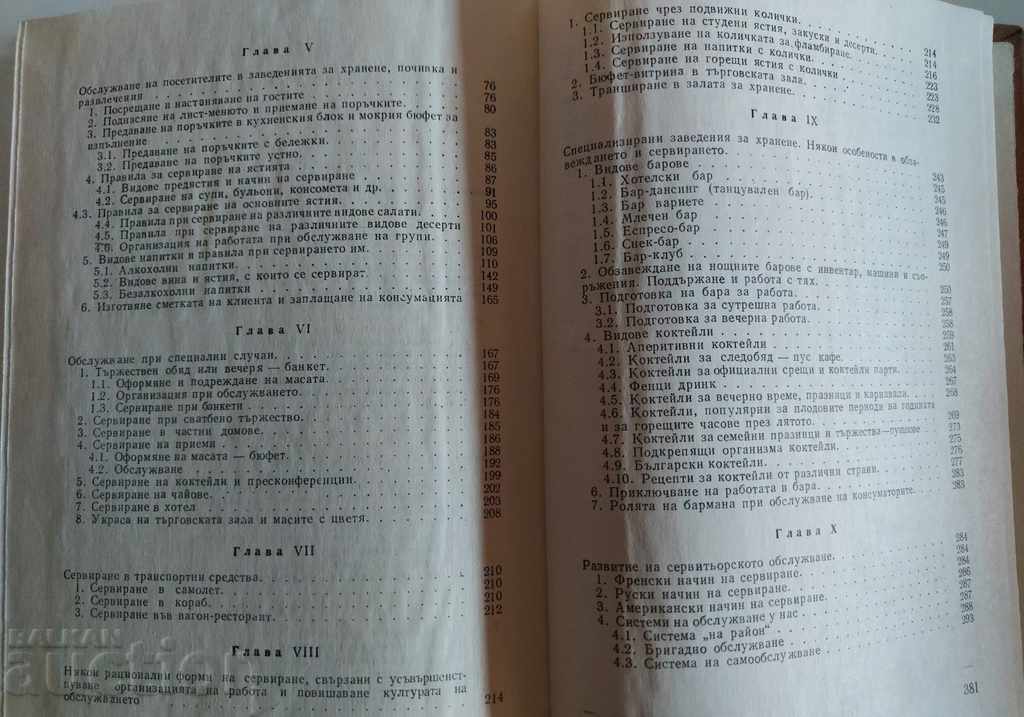 Глава V
Обслужване на посетителите в заведенията за хранене, почивка и
развлечения . . . 76
1. Посрещане и настаняване на гостите . . . 76
2. Поднасяне на лист-менюто и приемане на поръчките. . . . 80
3. Предаване на поръчки в кухненския блок и мокрия бюфет за
изпълнение . . . 83
3.1. Предаване на поръчки с бележки. . . . 83
3.2. Предаване на поръчките устно. . . . 85
4. Правила за сервиране на ястията . . . 86
4.1. Видове предястия и начин на сервиране . . . 87
4.2. Сервиране на супи, бульони, консомета и др. . . . 91
4.3. Правила за сервиране на основните ястия. . . . 95
4.4. Правила при сервиране на различните видове салати. 100
4.5. Правила при сервиране на различните видове десерти 101
4.6. Организация на работата при обслужване на групи. . 106
5. Видове напитки и правила при сервирането им. . . . 109
5.1. Алкохолни напитки. . . . 110
5.2. Видове вина и ястия, с които се сервират . . . 142
5.3. Безалкохолни напитки . . . 149
6. Изготвяне сметката на клиента и заплащане на консумацията 165
Глава VI
Обслужване при специални случаи. . . . 167
1. Тържествен обяд или вечеря — банкет. . . . 167
1.1. Оформяне и подреждане на масата. . . . 169
1.2. Организация при обслужването. . . . 176
1.3. Сервиране при банкети . . . 176
2. Сервиране при сватбено тържество. . . . 184
3. Сервиране в частни домове. . . . 185
4. Сервиране на приеми . . . 186
4.1. Оформяне на масата — бюфет. . . . 188
4.2. Обслужване . . . 192
5. Сервиране на коктейли и пресконференции. . . . 199
6. Сервиране на чайове. . . . 202
7. Сервиране в хотел . . . 203
8. Украса на търговската зала и масите с цветя. . . . 208
Глава VII
Сервиране в транспортни средства. . . . 210
1. Сервиране в самолет. . . . 210
2. Сервиране в кораб. . . . 210
3. Сервиране във вагон-ресторант. . . . 212
Глава VIII
Някои рационални форми на сервиране, свързани с усъвършенст-
вуване организацията на работа и повишаване културата на
обслужването . . . 214
1. Сервиране чрез подвижни колички. . . .
1.1. Сервиране на студени ястия, закуски и десерти. 214
1.2. Използуване на количката за фламбиране. . . . 214
1.3. Сервиране на напитки с колички. . . . 216
1.4. Сервиране на горещи ястия с колички . . . 223
2. Бюфет-витрина в търговската зала. . . . 223
3. Транширане в залата за хранене. . . . 228
232
Глава IX
Специализирани заведения за хранене. Някои особености в обза-
веждането и сервирането. . . .
1. Видове барове . . . 243
1.1. Хотелски бар . . . 245
1.2. Бар-дансинг (танцувален бар). . . . 245
1.3. Бар вариете . . . 246
1.4. Млечен бар . . . 246
1.5. Еспресо-бар . . . 247
1.6. Снек-бар . . . 249
1.7. Бар-клуб . . . 249
2. Обзавеждане на нощните барове с инвентар, машини и съо- 250
ръжения. Поддържане и работа с тях. . . .
3. Подготовка на бара за работа. . . . 250
3.1. Подготовка за сутрешна работа. . . . 257
3.2. Подготовка за вечерна работа. . . . 258
4. Видове коктейли . . . 258
4.1. Аперитивни коктейли . . . 259
4.2. Коктейли за следобяд — пус кафе. . . . 261
4.3. Коктейли за официални срещи и коктейли парти. . . 263
4.4. Фенци дринк . . . 264
4.5. Коктейли за вечерно време, празници и карнавала. . . 267
4.6. Коктейли, популярни за плодовите периоди на годината 268
и за горещите часове през лятото. . . . 269
4.7. Коктейли за семейни празници и тържества—пуншове . 273
4.8. Подкрепящи организма коктейли. . . . 275
4.9. Български коктейли. . . . 276
4.10. Рецепти за коктейли от различни страни. . . . 277
6. Приключване на работата в бара. . . . 283
7. Ролята на бармана при обслужване на консуматорите. . . 283
Глава X
Развитие на сервитьорското обслужване. . . . 284
1. Френски начин на сервиране. . . . 284
2. Руски начин на сервиране. . . . 284
3. Американски начин на сервиране. . . . 286
4. Системи на обслужване у нас . . . 287
4.1. Система „на район“ . . . 287
4.2. Бригадно обслужване . . . 288
4.3. Система на самообслужване . . . 293
381